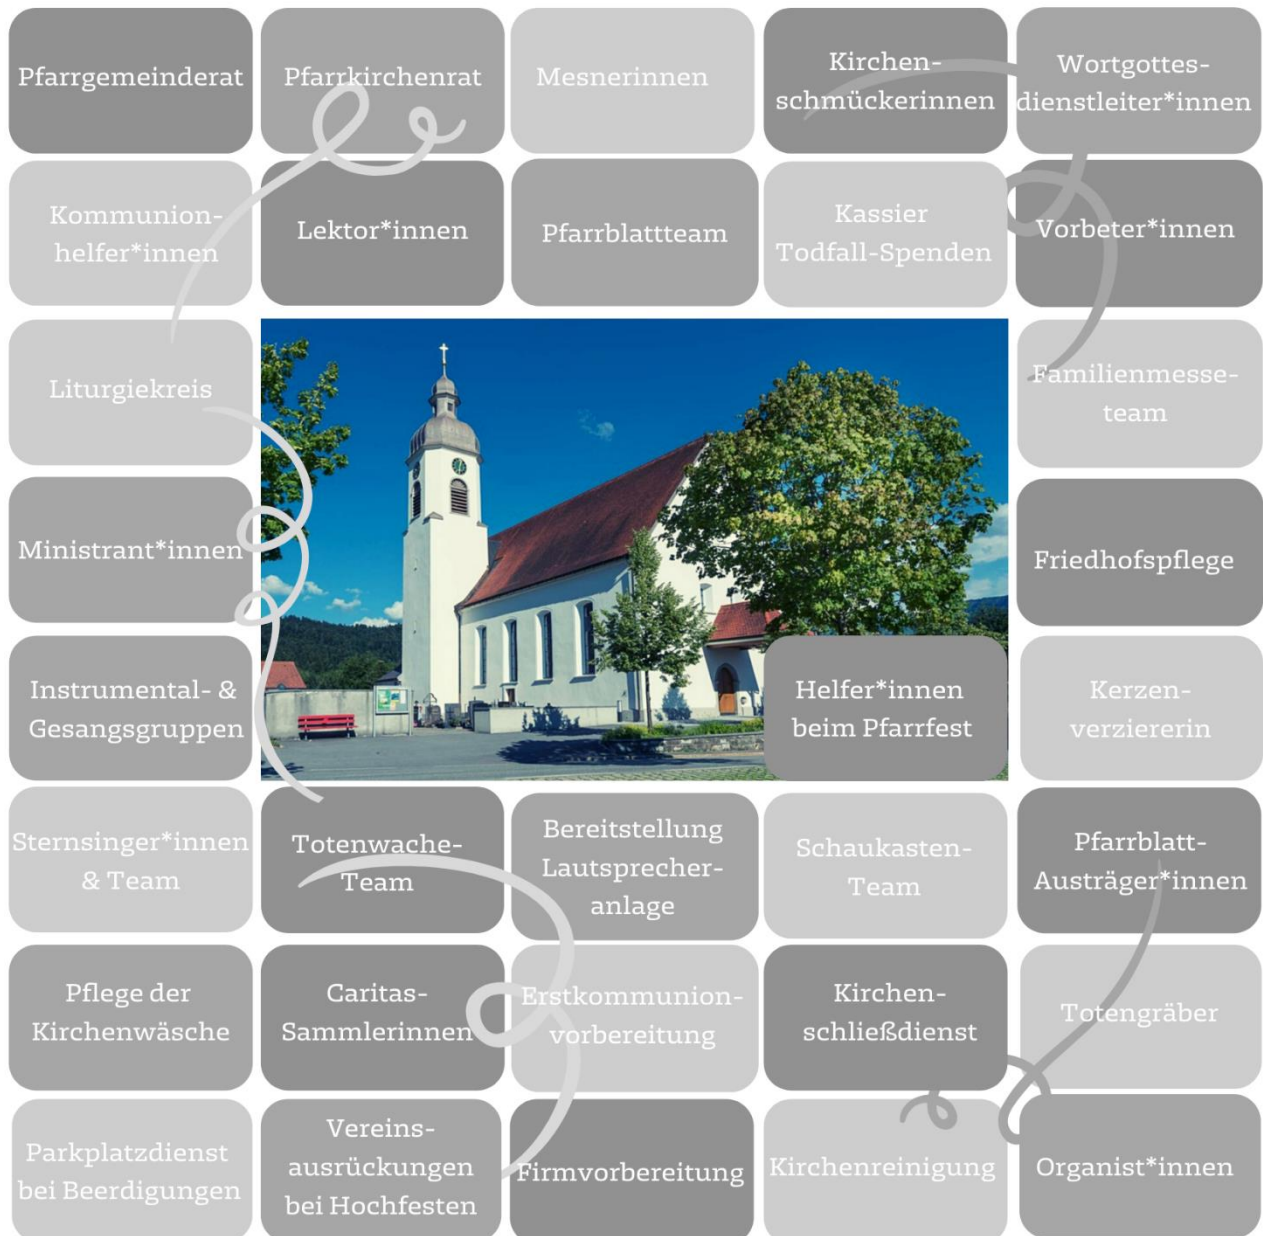 Pfarrgemeinderat
Pfarrkirchenrat
Mesnerinnen
Kirchen-
schmückerinnen
Wortgottes-
dienstleiter*innen
Kommunion-
helfer*innen
Lektor*innen
Pfarrblattteam
Kassier
Todfall-Spenden
Vorbeter*innen
Liturgiekreis
Familienmesse-
team
Ministrant*innen
Friedhofspflege
Instrumental- &
Gesangsgruppen
Helfer*innen
beim Pfarrfest
Kerzen-
verziererin
Sternsinger*innen
& Team
Totenwache-
Team
Bereitstellung
Lautsprecher-
anlage
Schaukasten-
Team
Pfarrblatt-
Austräger*innen
Pflege der
Kirchenwäsche
Caritas-
Sammlerinnen
Erstkommunion-
vorbereitung
Kirchen-
schließdienst
Totengräber
Parkplatzdienst
bei Beerdigungen
Vereins-
ausrückungen
bei Hochfesten
Firmvorbereitung
Kirchenreinigung
Organist*innen